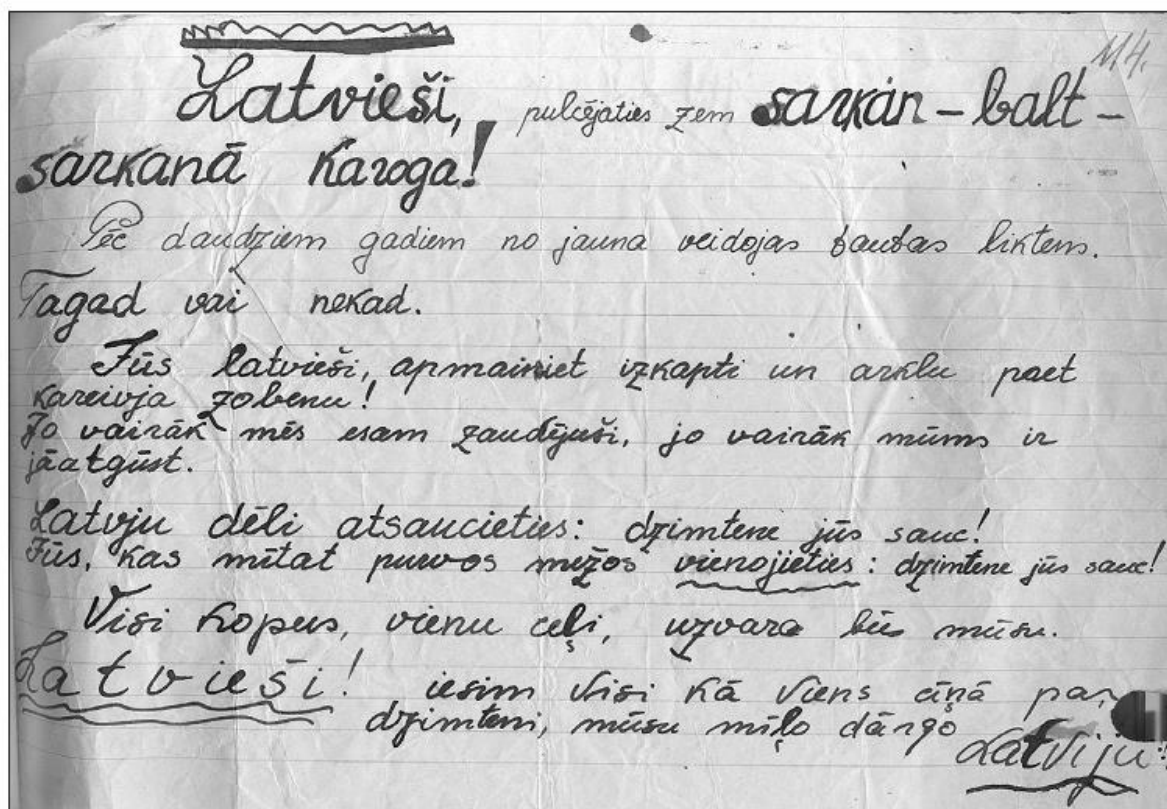 114.
Latvieši, pulcējaties zem sarkan-balt-
sarkanā karoga!
Pēc daudziem gadiem no jauna veidojas tautas liktens.
Tagad vai nekad.
Jūs latvieši, apmainiet izkapti un arklu pret
kareivja zobenu!
Jo vairāk mēs esam zaudējuši, jo vairāk mūms ir
jāatgūst.
Latvju dēli atsaucieties: dzimtene jūs sauc!
Jūs, kas mītat purvos mežos vienojieties: dzimtene jūs sauc!
Visi kopus, vienu ceļi, uzvara būs mūsu.
Latvieši! iesim visi kā viens cīņā par
dzimteni, mūsu mīļo dārgo
Latviju.